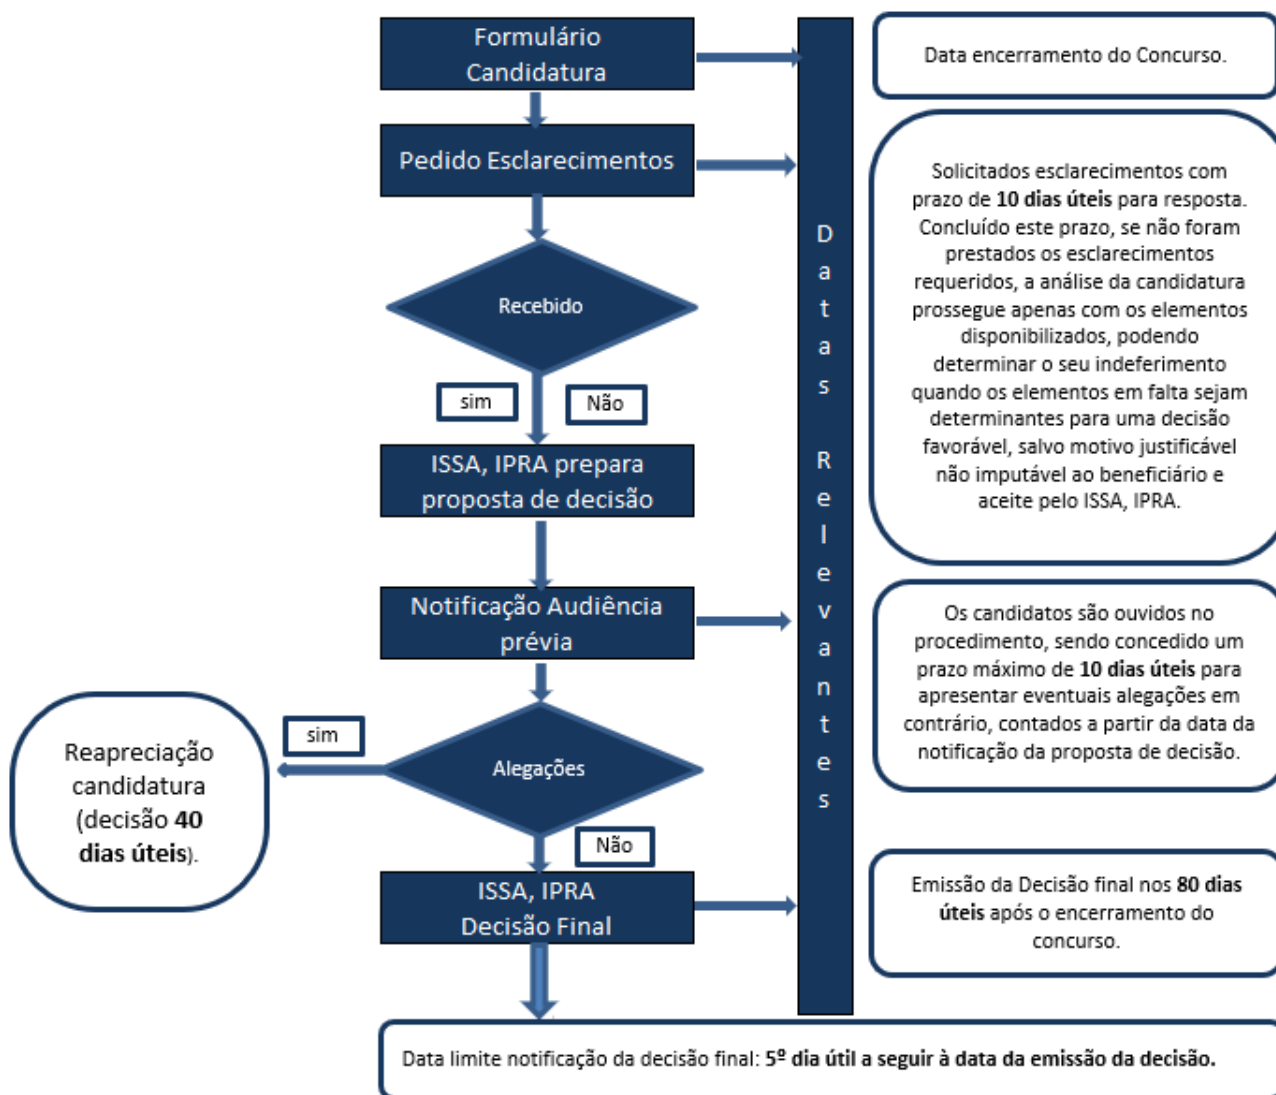 Formulário
Candidatura
Data encerramento do Concurso.
Pedido Esclarecimentos
Solicitados esclarecimentos com
prazo de 10 dias úteis para resposta.
Concluído este prazo, se não foram
prestados os esclarecimentos
requeridos, a análise da candidatura
prossegue apenas com os elementos
disponibilizados, podendo
determinar o seu indeferimento
quando os elementos em falta sejam
determinantes para uma decisão
favorável, salvo motivo justificável
não imputável ao beneficiário e
aceite pelo ISSA, IPRA.
Datas Relevantes
Recebido
sim
Não
ISSA, IPRA prepara
proposta de decisão
Notificação Audiência
prévia
Os candidatos são ouvidos no
procedimento, sendo concedido um
prazo máximo de 10 dias úteis para
apresentar eventuais alegações em
contrário, contados a partir da data da
notificação da proposta de decisão.
Alegações
sim
Reapreciação
candidatura
(decisão 40
dias úteis).
Não
ISSA, IPRA
Decisão Final
Emissão da Decisão final nos 80 dias
úteis após o encerramento do
concurso.
Data limite notificação da decisão final: 5º dia útil a seguir à data da emissão da decisão.